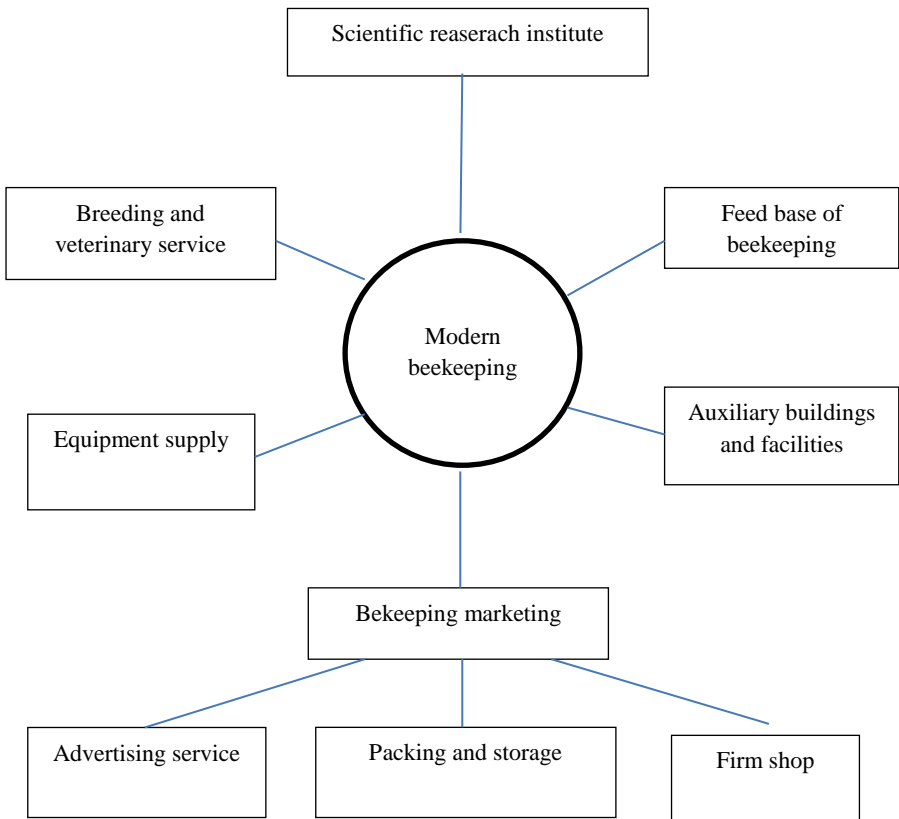 Scientific reaserach institute
Breeding and
veterinary service
Feed base of
beekeeping
Modern
beekeeping
Equipment supply
Auxiliary buildings
and facilities
Bekeeping marketing
Advertising service
Packing and storage
Firm shop